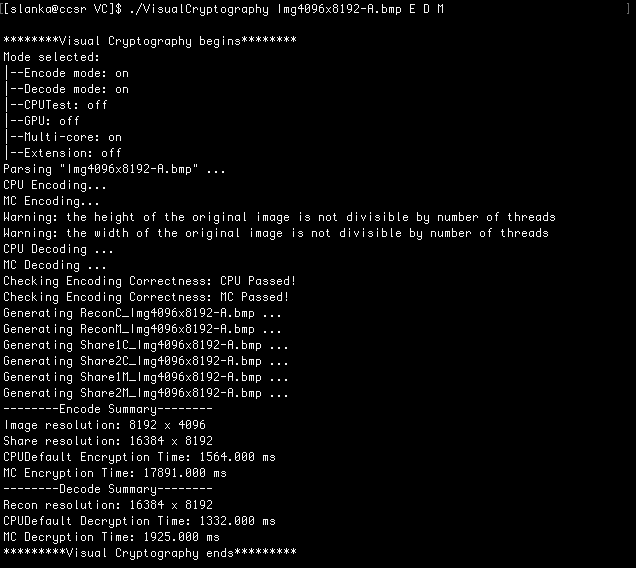 [[slanka@ccsr VC]$ ./VisualCryptography Img4096x8192-A.bmp E D M ]
********Visual Cryptography begins********
Mode selected:
|--Encode mode: on
|--Decode mode: on
|--CPUTest: off
|--GPU: off
|--Multi-core: on
|--Extension: off
Parsing "Img4096x8192-A.bmp" ...
CPU Encoding...
MC Encoding...
Warning: the height of the original image is not divisible by number of threads
Warning: the width of the original image is not divisible by number of threads
CPU Decoding ...
MC Decoding ...
Checking Encoding Correctness: CPU Passed!
Checking Encoding Correctness: MC Passed!
Generating ReconC_Img4096x8192-A.bmp ...
Generating ReconM_Img4096x8192-A.bmp ...
Generating Share1C_Img4096x8192-A.bmp ...
Generating Share2C_Img4096x8192-A.bmp ...
Generating Share1M_Img4096x8192-A.bmp ...
Generating Share2M_Img4096x8192-A.bmp ...
--------Encode Summary--------
Image resolution: 8192 x 4096
Share resolution: 16384 x 8192
CPUDefault Encryption Time: 1564.000 ms
MC Encryption Time: 17891.000 ms
--------Decode Summary--------
Recon resolution: 16384 x 8192
CPUDefault Decryption Time: 1332.000 ms
MC Decryption Time: 1925.000 ms
*********Visual Cryptography ends*********